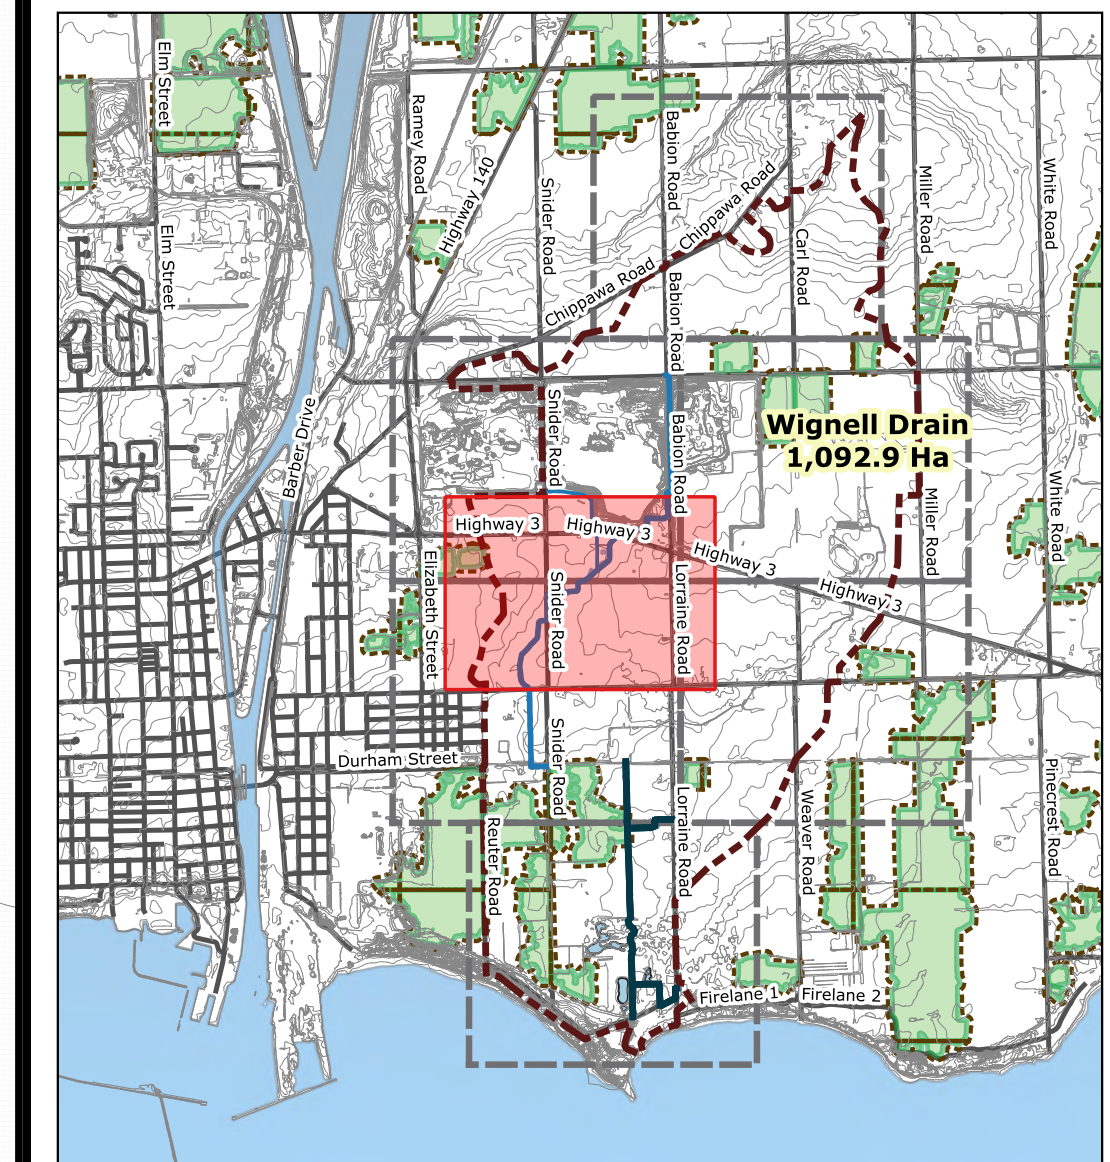 Elm Street
Ramey Road
Highway 140
Snider Road
Babion Road
Chippawa Road
Miller Road
White Road
Elm Street
Carl Road
Chippawa Road
Babion Road
Barber Drive
Snider Road
Babion Road
Wignell Drain
1,092.9 Ha
Miller Road
White Road
Highway 3
Highway 3
Highway 3
Highway 3
Elizabeth Street
Snider Road
Lorraine Road
Durham Street
Snider Road
Lorraine Road
Weaver Road
Pinecrest Road
Reuter Road
Firelane 1
Firelane 2